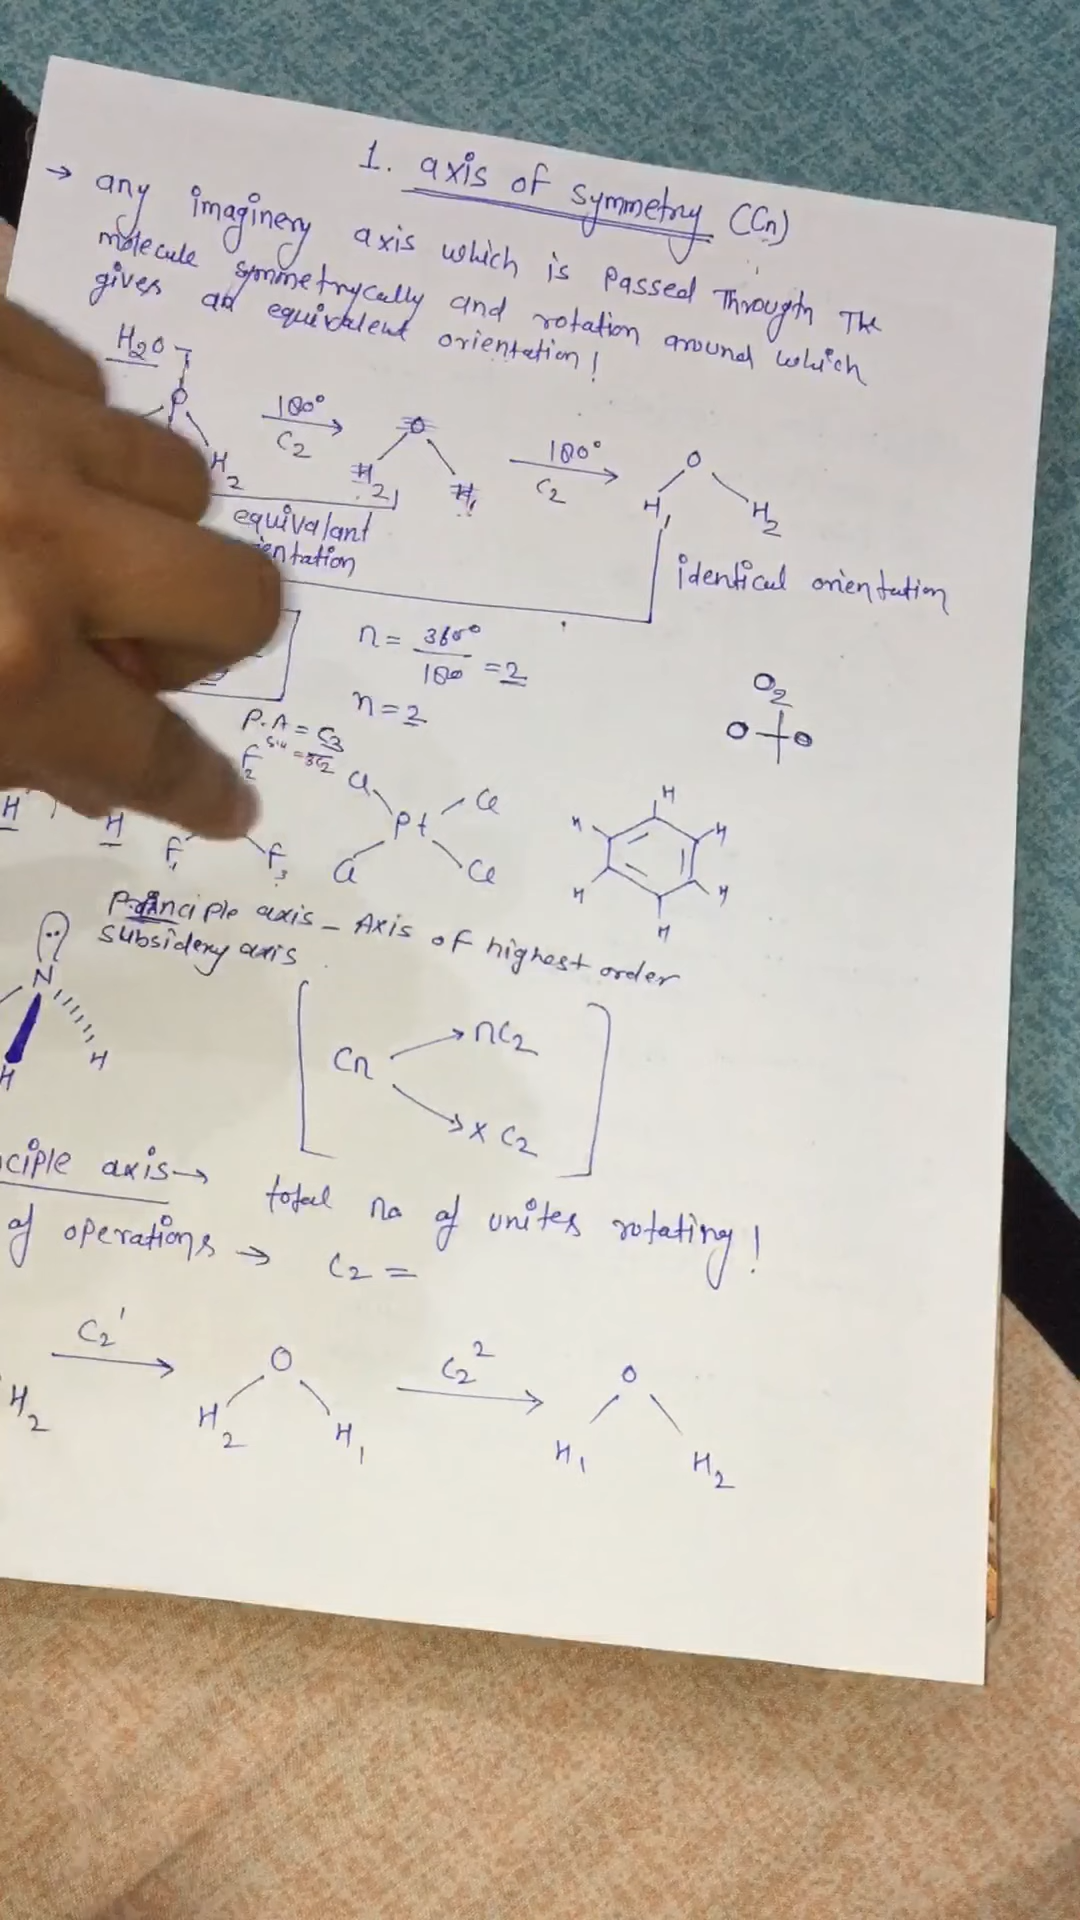 1. axis of symmetry (Cn)
→ any imaginery axis which is passed Through The
molecule symmetrycally and rotation around which
gives an equivalent orientation!
H2O
180° C2 180° C2
H2 H2 H1 O H1 H2
equivalant
entation
identical orientation
n = 360° / 180 = 2
n = 2
O2
O O
P.A = C3
= 3C2
F2
F1 F3
H H
Cl Cl Pt Cl Cl
H H H H H H
Principle axis - Axis of highest order
subsidery axis
N H H
Cn → nC2
→ x C2
ciple axis → total no of unites rotating!
of operations → C2 =
C2' C2²
H2 O H2 H1 O H1 H2